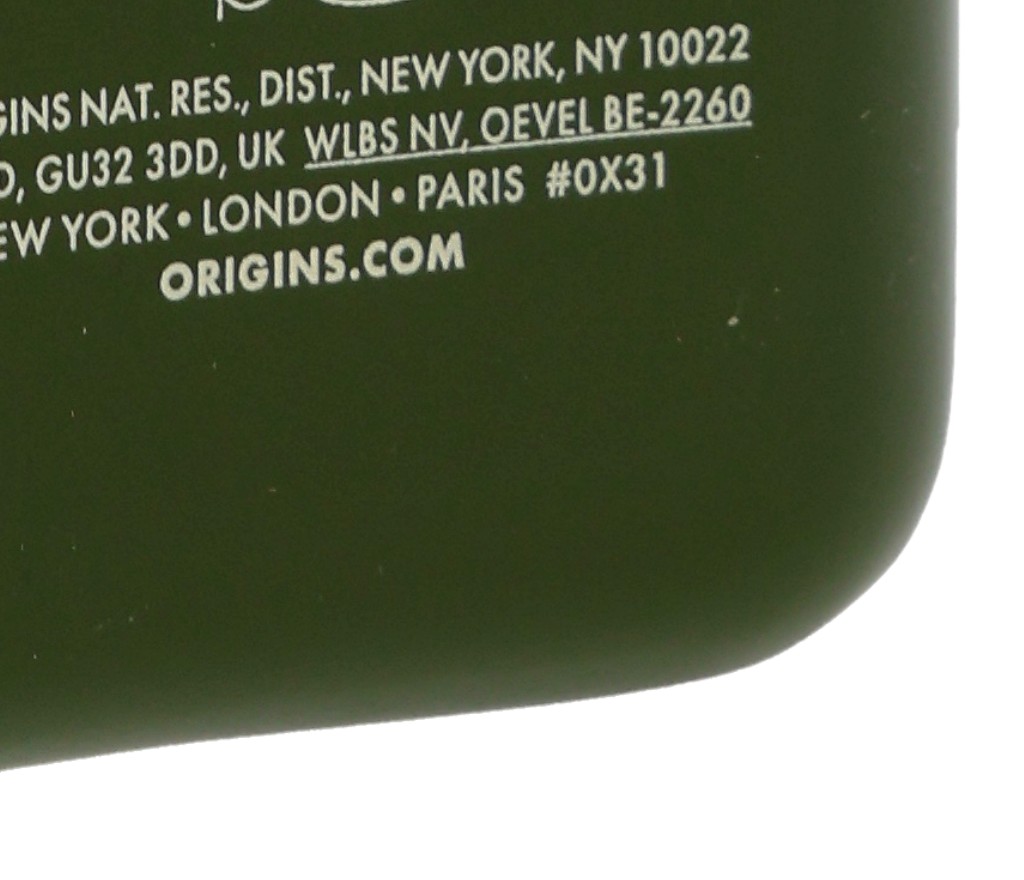 GINS NAT. RES., DIST., NEW YORK, NY 10022
D, GU32 3DD, UK WLBS NV, OEVEL BE-2260
EW YORK • LONDON • PARIS #0X31
ORIGINS.COM